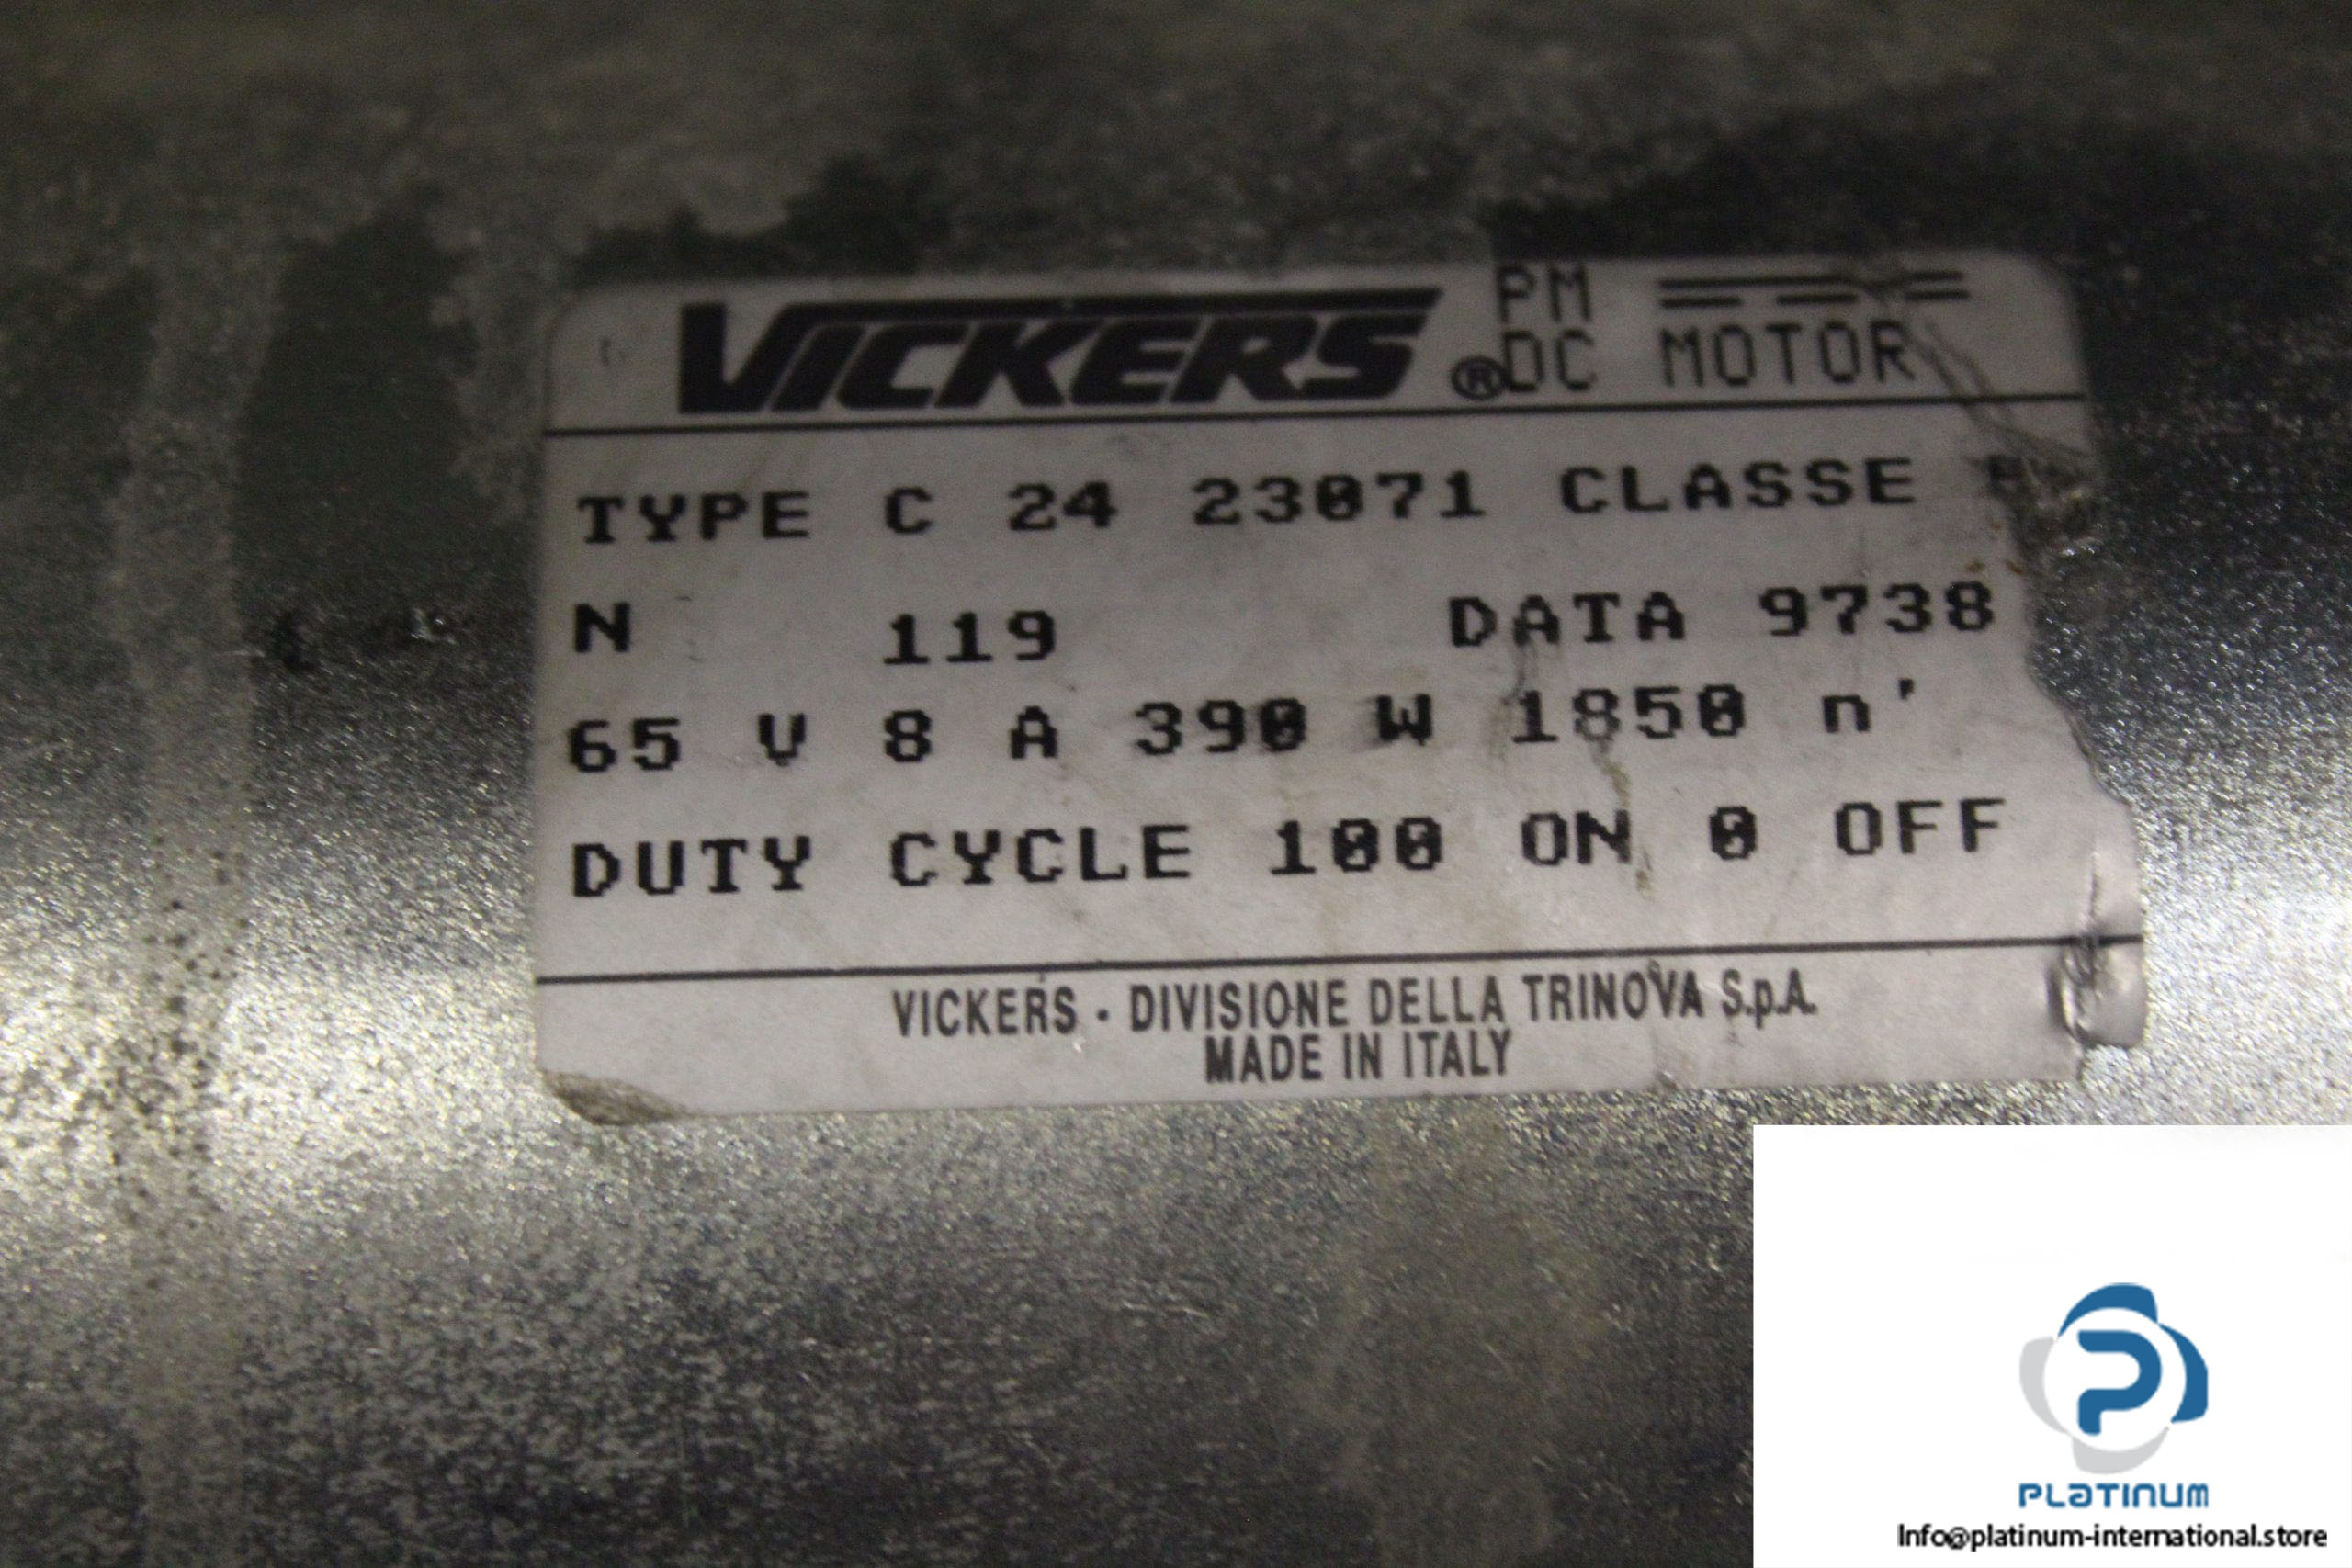 VICKERS® PM
DC MOTOR
TYPE C 24 23071 CLASSE
N 119 DATA 9738
65 V 8 A 390 W 1850 n'
DUTY CYCLE 100 ON 0 OFF
VICKERS - DIVISIONE DELLA TRINOVA S.p.A.
MADE IN ITALY
PLATINUM
Info@platinum-international.store